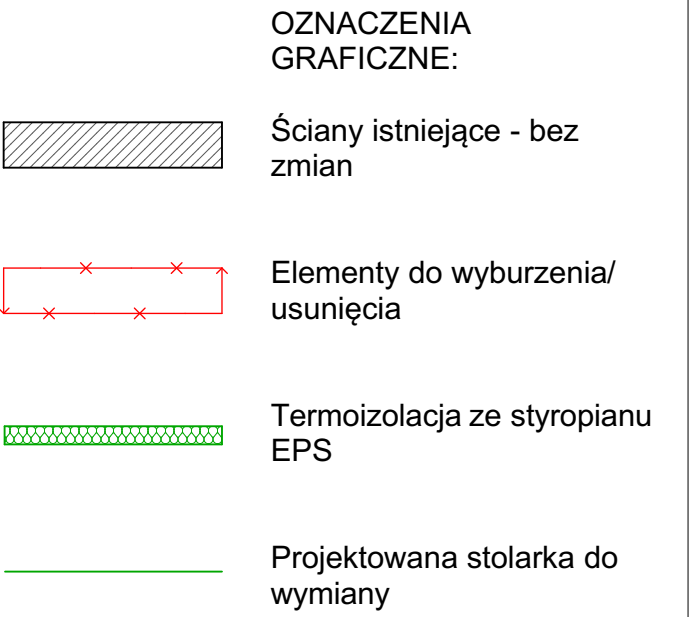 OZNACZENIA
GRAFICZNE:
Ściany istniejące - bez
zmian
Elementy do wyburzenia/
usunięcia
Termoizolacja ze styropianu
EPS
Projektowana stolarka do
wymiany